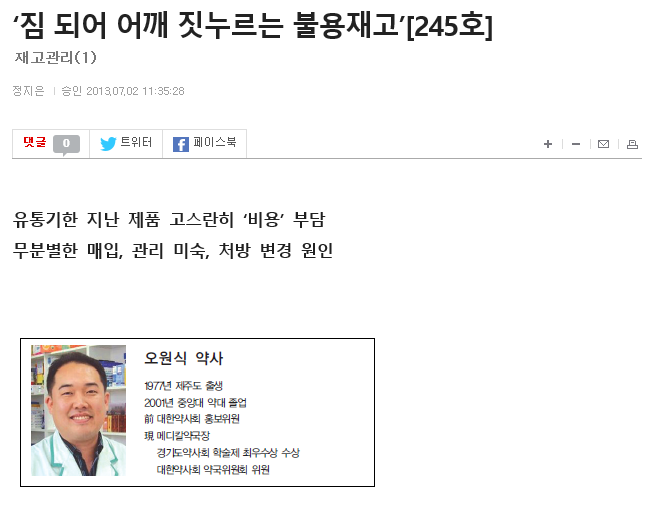 ‘짐 되어 어깨 짓누르는 불용재고’[245호]
재고관리(1)
정지은 | 승인 2013.07.02 11:35:28
댓글 0 트위터 페이스북
유통기한 지난 제품 고스란히 ‘비용’ 부담
무분별한 매입, 관리 미숙, 처방 변경 원인
오원식 약사
1977년 제주도 출생
2001년 중앙대 약대 졸업
前 대한약사회 홍보위원
現 메디칼약국장
경기도약사회 학술제 최우수상 수상
대한약사회 약국위원회 위원